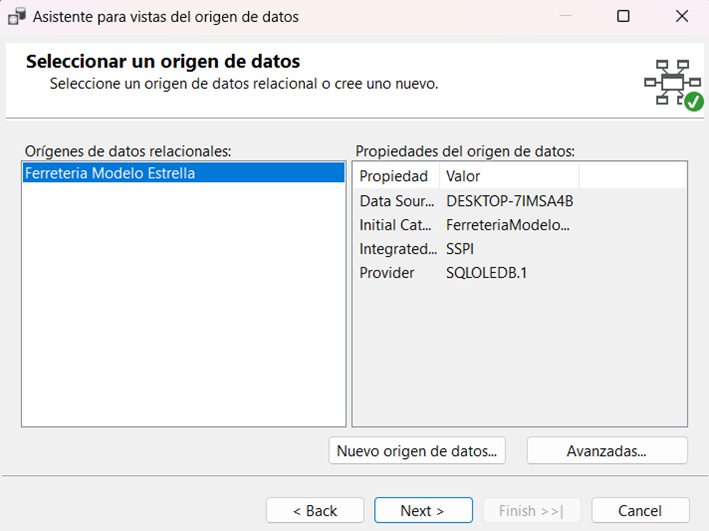 Asistente para vistas del origen de datos
Seleccionar un origen de datos
Seleccione un origen de datos relacional o cree uno nuevo.
Orígenes de datos relacionales:
Ferreteria Modelo Estrella
Propiedades del origen de datos:
Propiedad Valor
Data Sour... DESKTOP-7IMSA4B
Initial Cat... FerreteriaModelo...
Integrated... SSPI
Provider SQLOLEDB.1
Nuevo origen de datos... Avanzadas...
< Back Next > Finish >>| Cancel